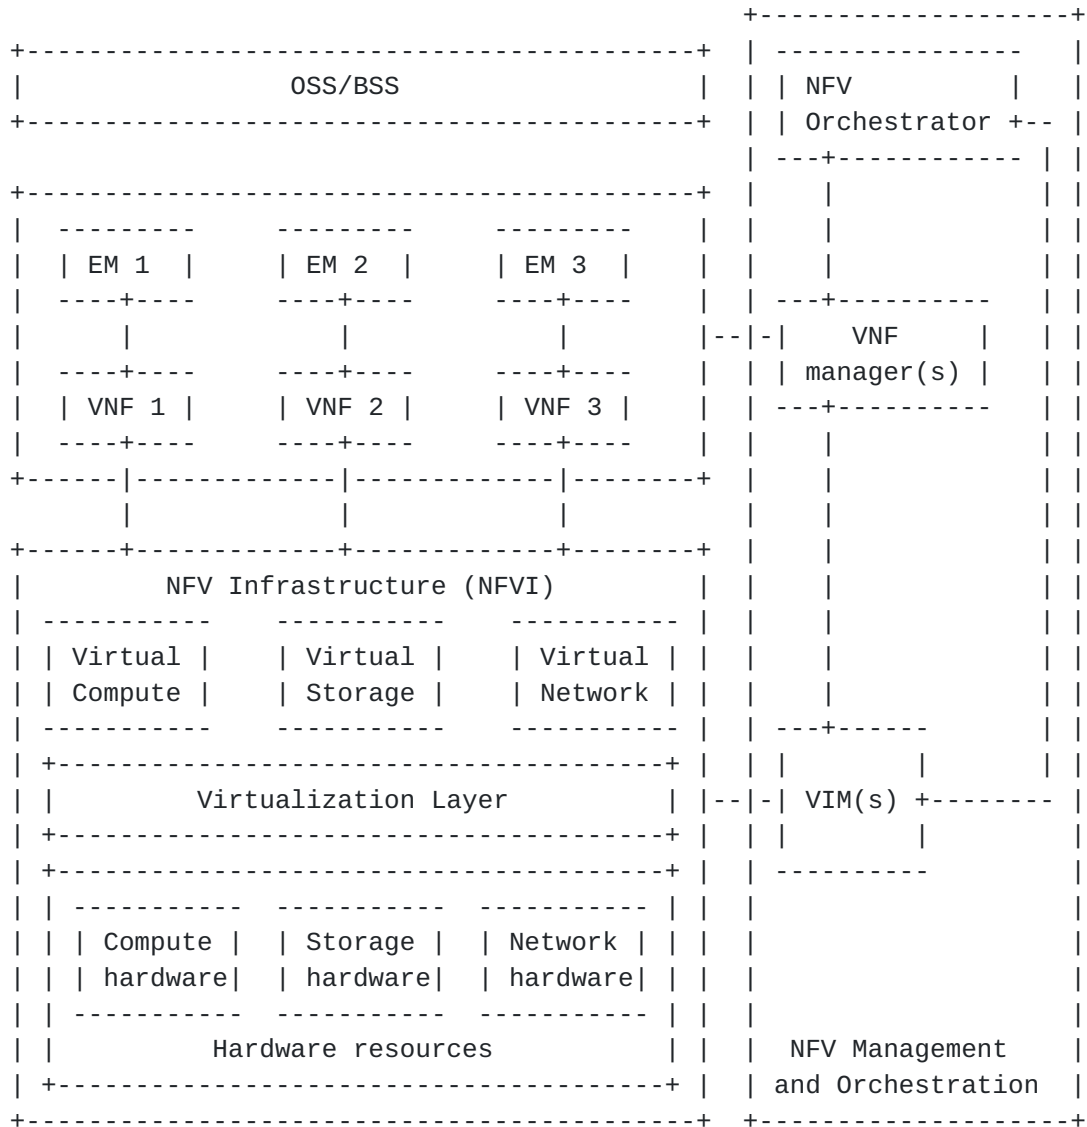 OSS/BSS
NFV
Orchestrator
EM 1 EM 2 EM 3
VNF
manager(s)
VNF 1 VNF 2 VNF 3
NFV Infrastructure (NFVI)
Virtual Virtual Virtual
Compute Storage Network
Virtualization Layer
VIM(s)
Compute Storage Network
hardware hardware hardware
Hardware resources
NFV Management
and Orchestration